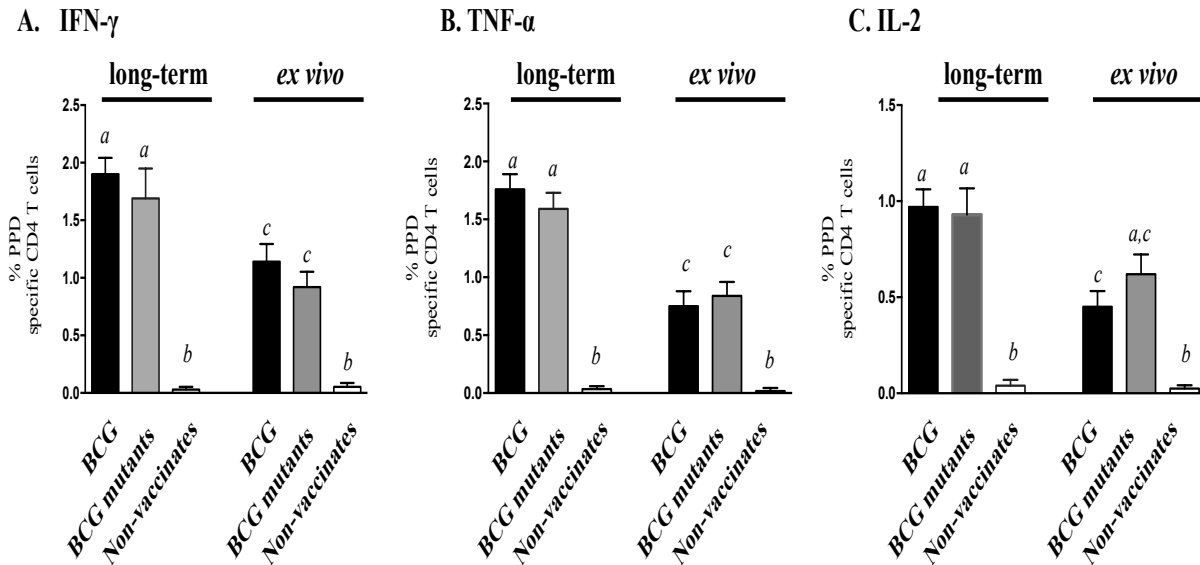 A. IFN-γ
long-term
ex vivo
% PPD
specific CD4 T cells
2.5
2.0
1.5
1.0
0.5
0.0
a
a
b
c
c
b
BCG
BCG mutants
Non-vaccinates
BCG
BCG mutants
Non-vaccinates
B. TNF-α
long-term
ex vivo
% PPD
specific CD4 T cells
2.5
2.0
1.5
1.0
0.5
0.0
a
a
b
c
c
b
BCG
BCG mutants
Non-vaccinates
BCG
BCG mutants
Non-vaccinates
C. IL-2
long-term
ex vivo
% PPD
specific CD4 T cells
1.5
1.0
0.5
0.0
a
a
b
c
a,c
b
BCG
BCG mutants
Non-vaccinates
BCG
BCG mutants
Non-vaccinates